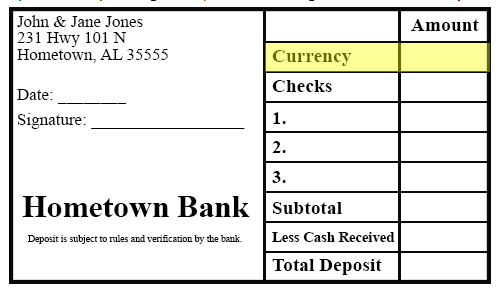 John & Jane Jones
231 Hwy 101 N
Hometown, AL 35555
Date: ________
Signature: __________________
Hometown Bank
Deposit is subject to rules and verification by the bank.
Amount
Currency
Checks
1.
2.
3.
Subtotal
Less Cash Received
Total Deposit